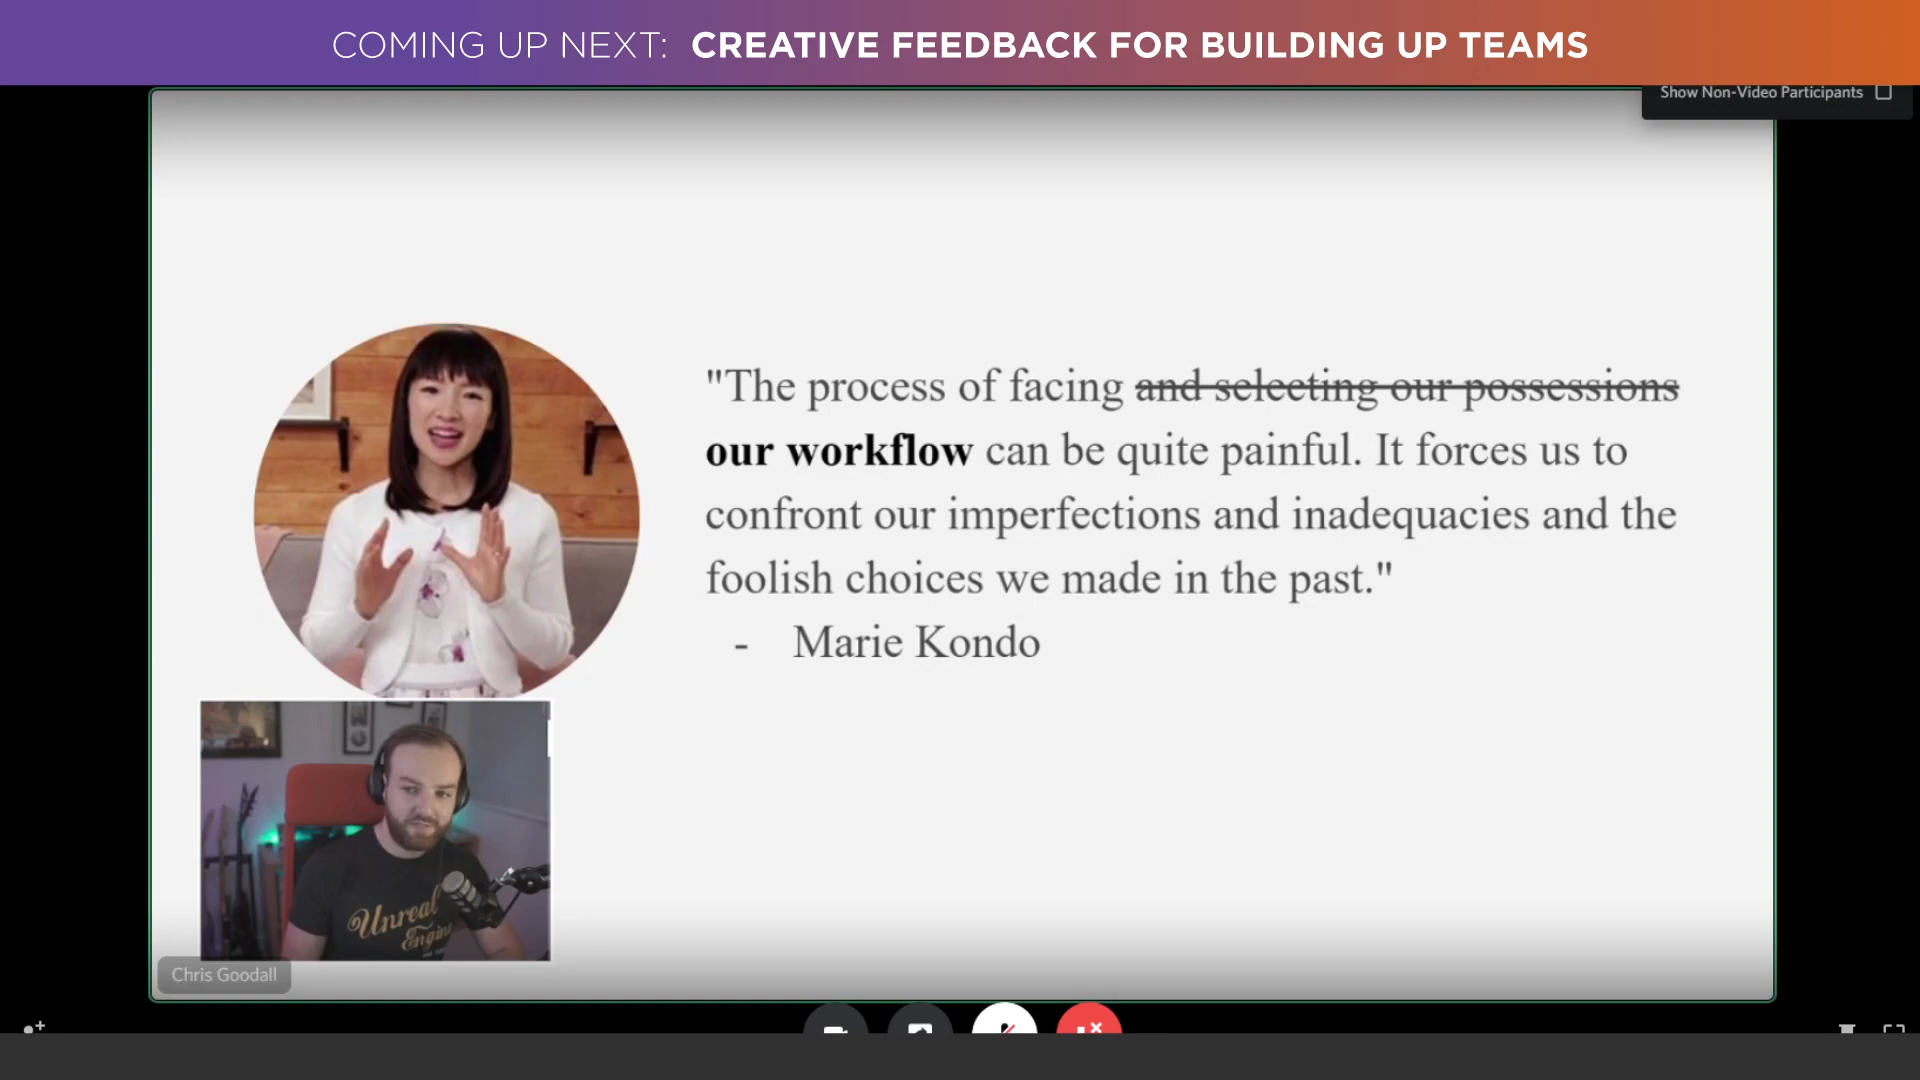 COMING UP NEXT: CREATIVE FEEDBACK FOR BUILDING UP TEAMS
Show Non-Video Participants
"The process of facing and selecting our possessions
our workflow can be quite painful. It forces us to
confront our imperfections and inadequacies and the
foolish choices we made in the past."
- Marie Kondo
Unreal
Engine
Chris Goodall